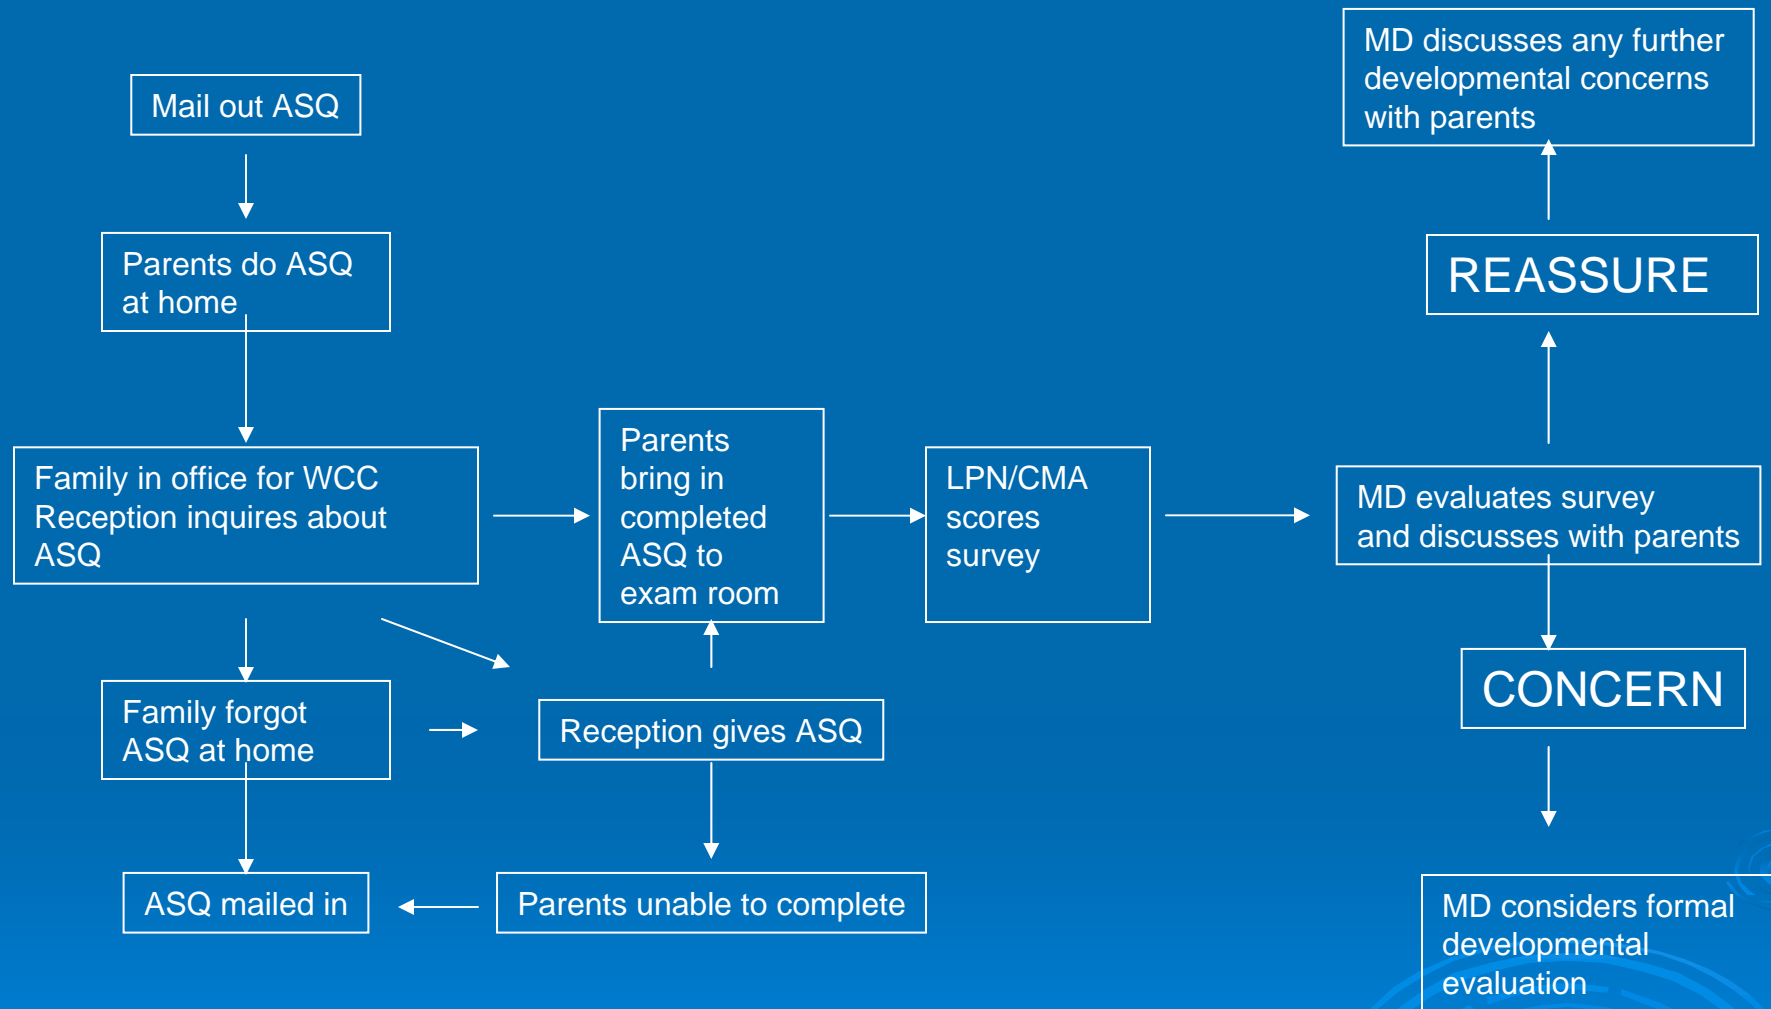 Mail out ASQ
Parents do ASQ
at home
Family in office for WCC
Reception inquires about
ASQ
Family forgot
ASQ at home
ASQ mailed in
Reception gives ASQ
Parents unable to complete
Parents
bring in
completed
ASQ to
exam room
LPN/CMA
scores
survey
MD evaluates survey
and discusses with parents
REASSURE
MD discusses any further
developmental concerns
with parents
CONCERN
MD considers formal
developmental
evaluation